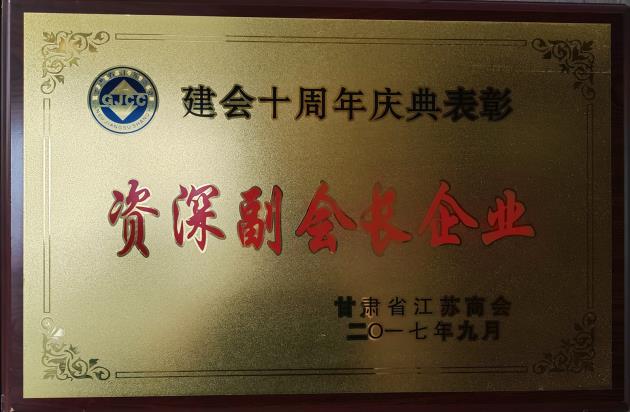 GJCC
建会十周年庆典表彰
资深副会长企业
甘肃省江苏商会
二〇一七年九月